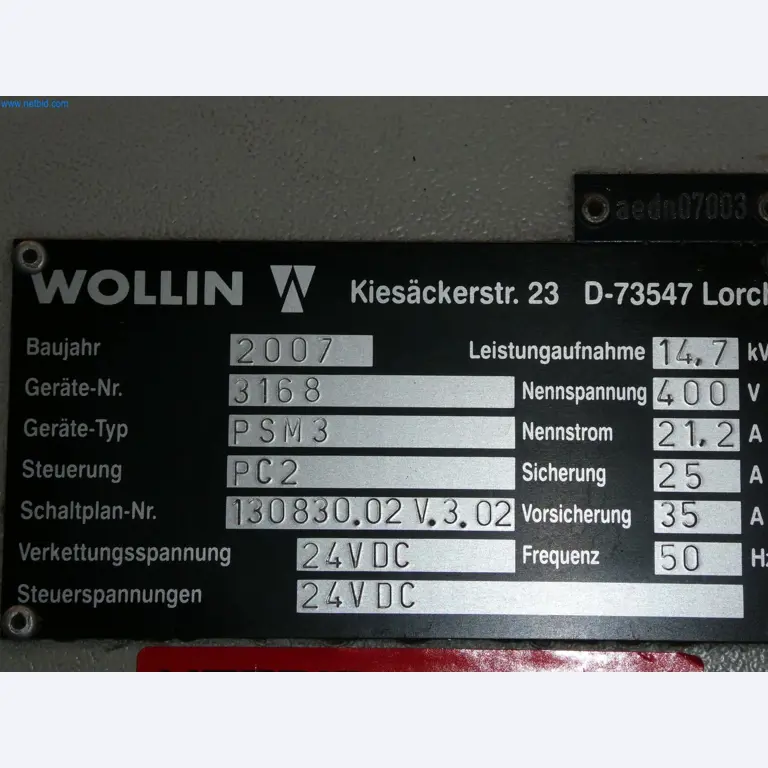 www.netbid.com
aedn07003
WOLLIN Kiesäckerstr. 23 D-73547 Lorch
Baujahr 2007 Leistungaufnahme 14,7 kV
Geräte-Nr. 3168 Nennspannung 400 V
Geräte-Typ PSM3 Nennstrom 21,2 A
Steuerung PC2 Sicherung 25 A
Schaltplan-Nr. 130830.02 V.3.02 Vorsicherung 35 A
Verkettungsspannung 24VDC Frequenz 50 Hz
Steuerspannungen 24VDC